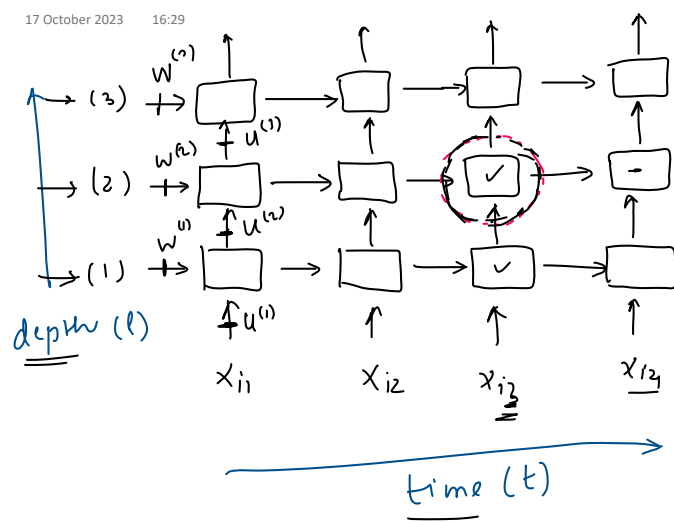 17 October 2023 16:29
W^(3)
(3)
U^(3)
W^(2)
(2)
U^(2)
W^(1)
(1)
U^(1)
depth (l)
x_i1 x_i2 x_i3 x_i4
time (t)